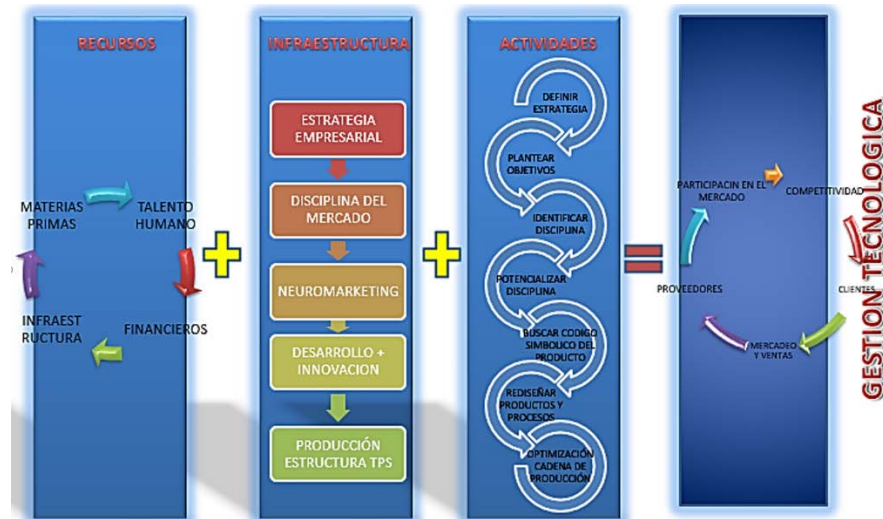 RECURSOS
MATERIAS
PRIMAS
TALENTO
HUMANO
FINANCIEROS
INFRAEST
RUCTURA
INFRAESTRUCTURA
ESTRATEGIA
EMPRESARIAL
DISCIPLINA DEL
MERCADO
NEUROMARKETING
DESARROLLO +
INNOVACION
PRODUCCIÓN
ESTRUCTURA TPS
ACTIVIDADES
DEFINIR
ESTRATEGIA
PLANTEAR
OBJETIVOS
IDENTIFICAR
DISCIPLINA
POTENCIALIZAR
DISCIPLINA
BUSCAR CODIGO
SIMBOLICO DEL
PRODUCTO
REDISEÑAR
PRODUCTOS Y
PROCESOS
OPTIMIZACIÓN
CADENA DE
PRODUCCIÓN
PARTICIPACIN EN EL
MERCADO
COMPETITIVIDAD
CLIENTES
MERCADEO
Y VENTAS
PROVEEDORES
GESTION TECNOLOGICA